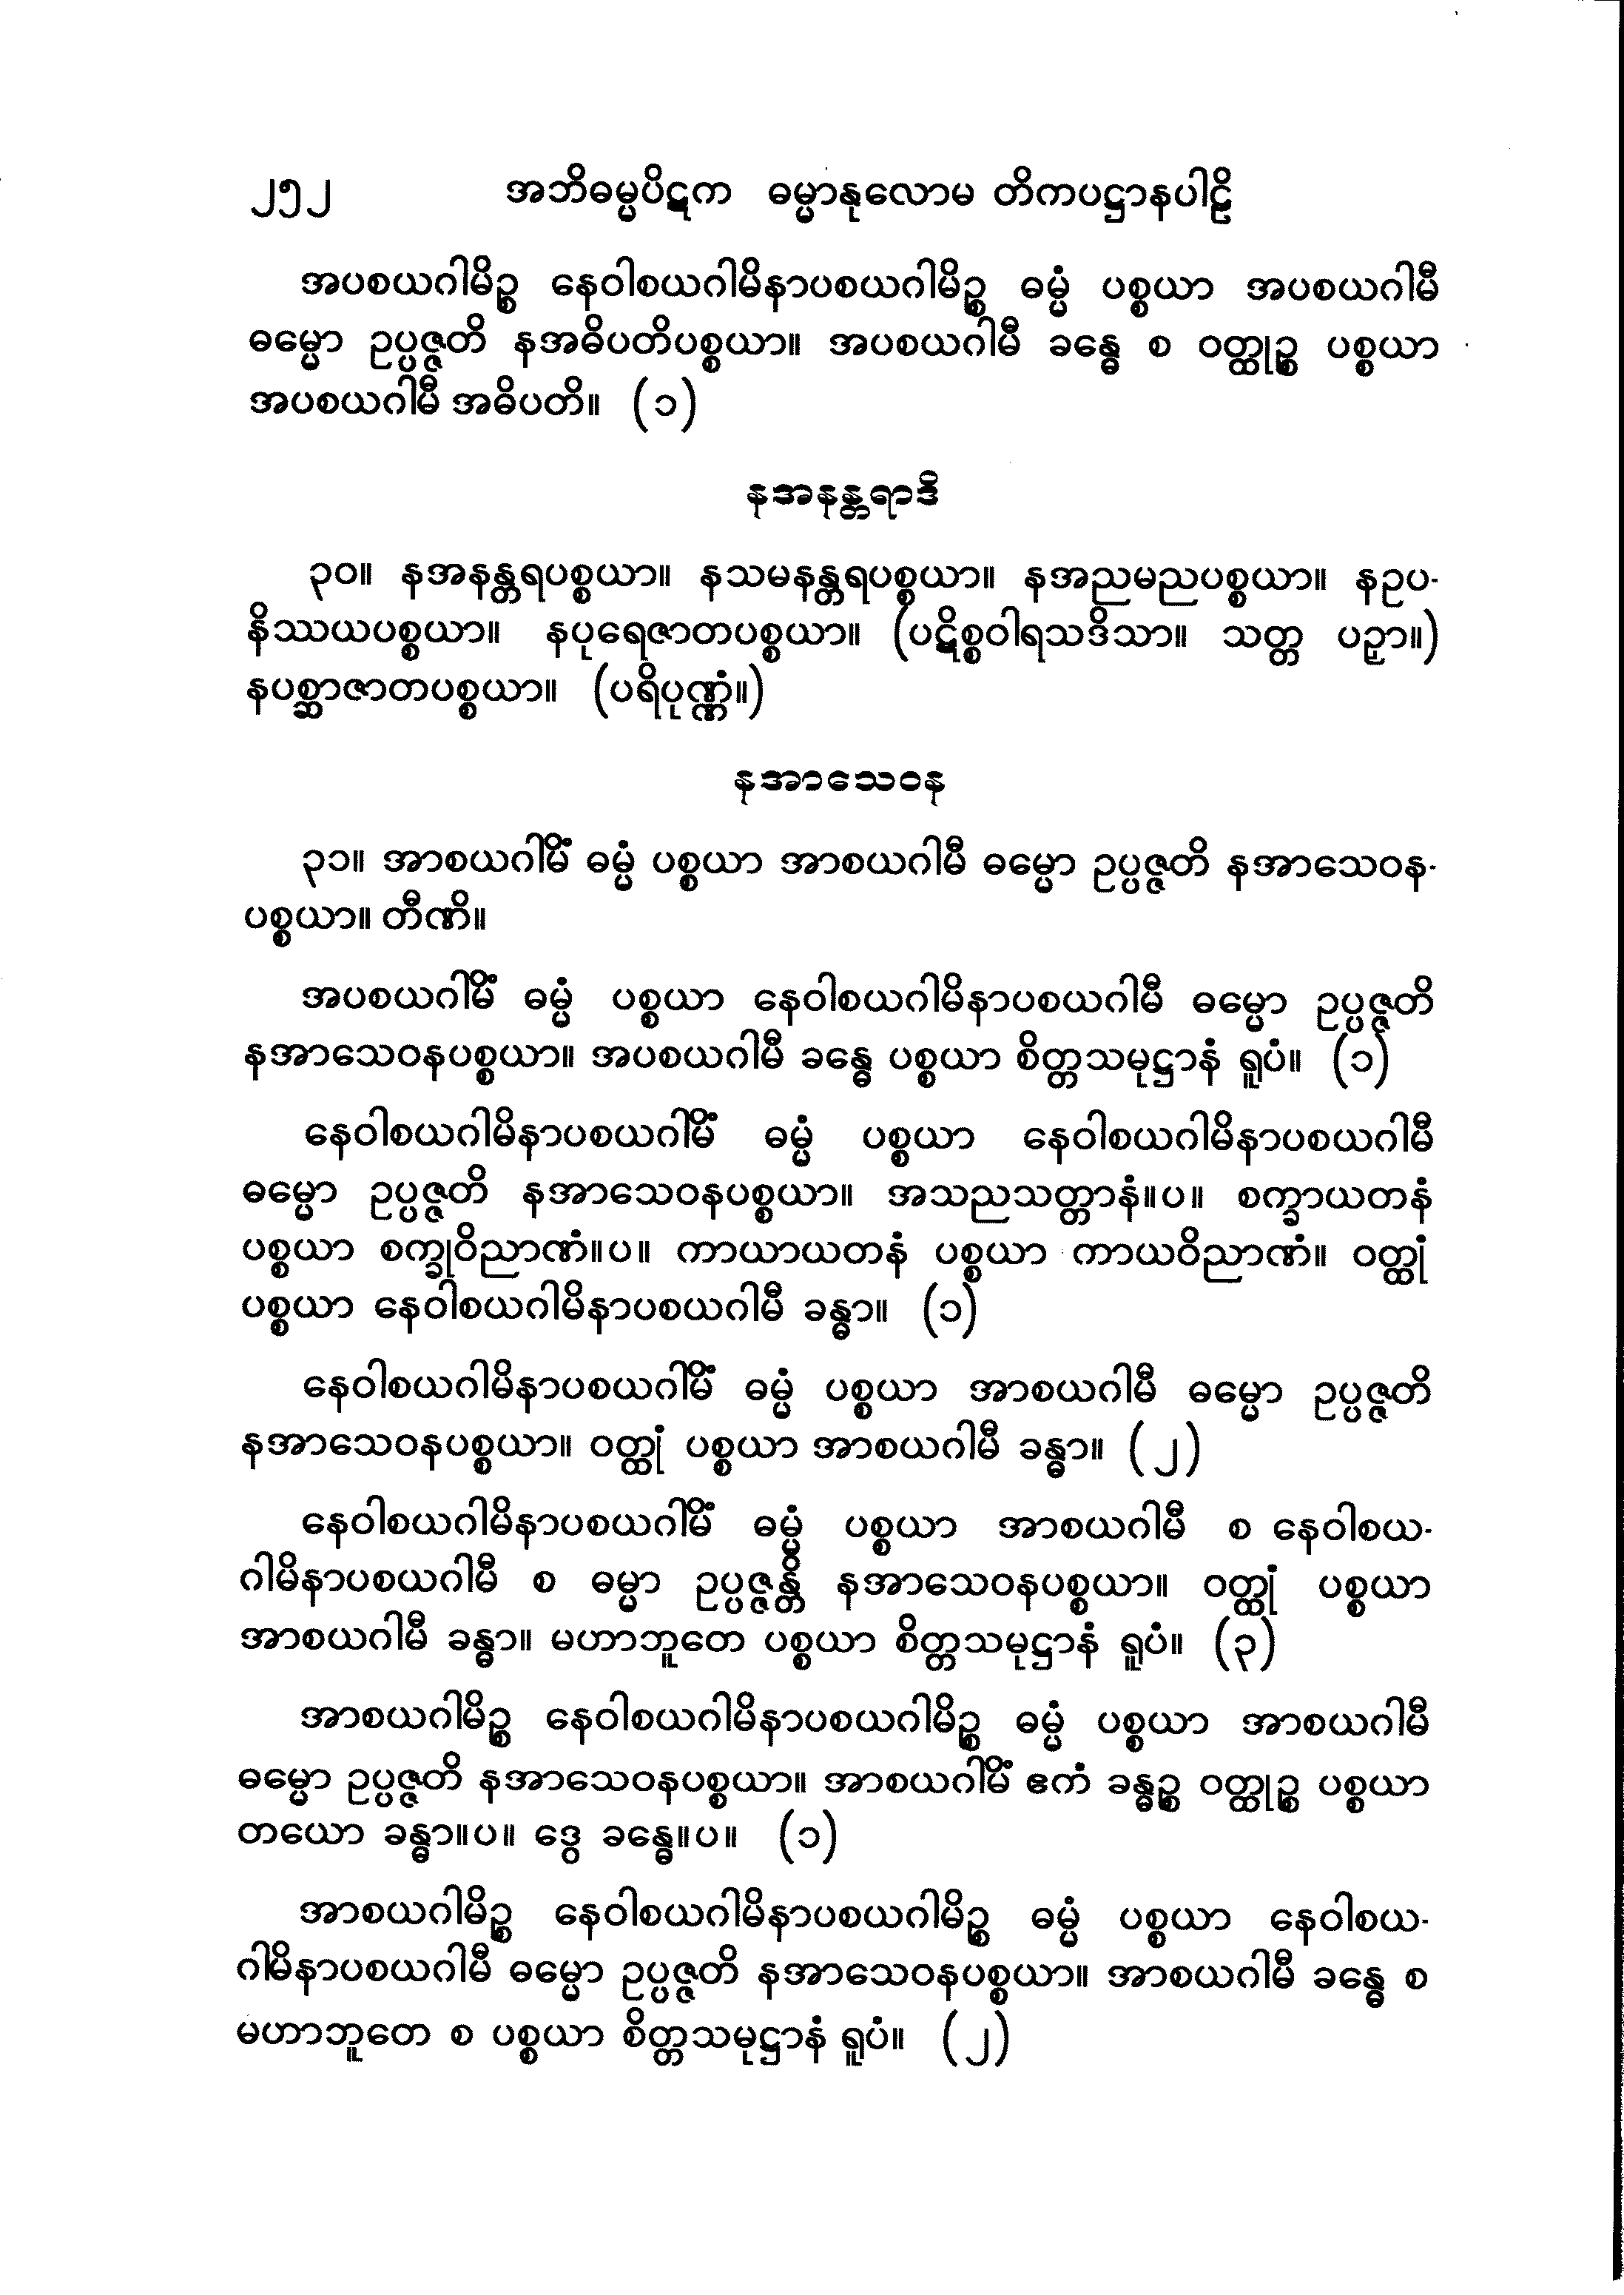 ၂၅၂ အဘိဓမ္မပိဋက ဓမ္မာနုလောမ တိကပဋ္ဌာနပါဠိ
အပစယဂါမိဉ္စ နေဝါစယဂါမိနာပစယဂါမိဉ္စ ဓမ္မံ ပစ္စယာ အပစယဂါမီ
ဓမ္မော ဥပ္ပဇ္ဇတိ နအဓိပတိပစ္စယာ။ အပစယဂါမီ ခန္ဓေ စ ဝတ္ထုဉ္စ ပစ္စယာ
အပစယဂါမီ အဓိပတိ။ (၁)
နအနန္တရာဒိ
၃၀။ နအနန္တရပစ္စယာ။ နသမနန္တရပစ္စယာ။ နအညမညပစ္စယာ။ နဥပ-
နိဿယပစ္စယာ။ နပုရေဇာတပစ္စယာ။ (ပဋိစ္စဝါရသဒိသာ။ သတ္တ ပဉှာ။)
နပစ္ဆာဇာတပစ္စယာ။ (ပရိပုဏ္ဏံ။)
နအာသေဝန
၃၁။ အာစယဂါမိံ ဓမ္မံ ပစ္စယာ အာစယဂါမီ ဓမ္မော ဥပ္ပဇ္ဇတိ နအာသေဝန-
ပစ္စယာ။ တီဏိ။
အပစယဂါမိံ ဓမ္မံ ပစ္စယာ နေဝါစယဂါမိနာပစယဂါမီ ဓမ္မော ဥပ္ပဇ္ဇတိ
နအာသေဝနပစ္စယာ။ အပစယဂါမီ ခန္ဓေ ပစ္စယာ စိတ္တသမုဋ္ဌာနံ ရူပံ။ (၁)
နေဝါစယဂါမိနာပစယဂါမိံ ဓမ္မံ ပစ္စယာ နေဝါစယဂါမိနာပစယဂါမီ
ဓမ္မော ဥပ္ပဇ္ဇတိ နအာသေဝနပစ္စယာ။ အသညသတ္တာနံ။ပ။ စက္ခာယတနံ
ပစ္စယာ စက္ခုဝိညာဏံ။ပ။ ကာယာယတနံ ပစ္စယာ ကာယဝိညာဏံ။ ဝတ္ထုံ
ပစ္စယာ နေဝါစယဂါမိနာပစယဂါမီ ခန္ဓာ။ (၁)
နေဝါစယဂါမိနာပစယဂါမိံ ဓမ္မံ ပစ္စယာ အာစယဂါမီ ဓမ္မော ဥပ္ပဇ္ဇတိ
နအာသေဝနပစ္စယာ။ ဝတ္ထုံ ပစ္စယာ အာစယဂါမီ ခန္ဓာ။ (၂)
နေဝါစယဂါမိနာပစယဂါမိံ ဓမ္မံ ပစ္စယာ အာစယဂါမီ စ နေဝါစယ-
ဂါမိနာပစယဂါမီ စ ဓမ္မာ ဥပ္ပဇ္ဇန္တိ နအာသေဝနပစ္စယာ။ ဝတ္ထုံ ပစ္စယာ
အာစယဂါမီ ခန္ဓာ။ မဟာဘူတေ ပစ္စယာ စိတ္တသမုဋ္ဌာနံ ရူပံ။ (၃)
အာစယဂါမိဉ္စ နေဝါစယဂါမိနာပစယဂါမိဉ္စ ဓမ္မံ ပစ္စယာ အာစယဂါမီ
ဓမ္မော ဥပ္ပဇ္ဇတိ နအာသေဝနပစ္စယာ။ အာစယဂါမိံ ဧကံ ခန္ဓဉ္စ ဝတ္ထုဉ္စ ပစ္စယာ
တယော ခန္ဓာ။ပ။ ဒွေ ခန္ဓေ။ပ။ (၁)
အာစယဂါမိဉ္စ နေဝါစယဂါမိနာပစယဂါမိဉ္စ ဓမ္မံ ပစ္စယာ နေဝါစယ-
ဂါမိနာပစယဂါမီ ဓမ္မော ဥပ္ပဇ္ဇတိ နအာသေဝနပစ္စယာ။ အာစယဂါမီ ခန္ဓေ စ
မဟာဘူတေ စ ပစ္စယာ စိတ္တသမုဋ္ဌာနံ ရူပံ။ (၂)